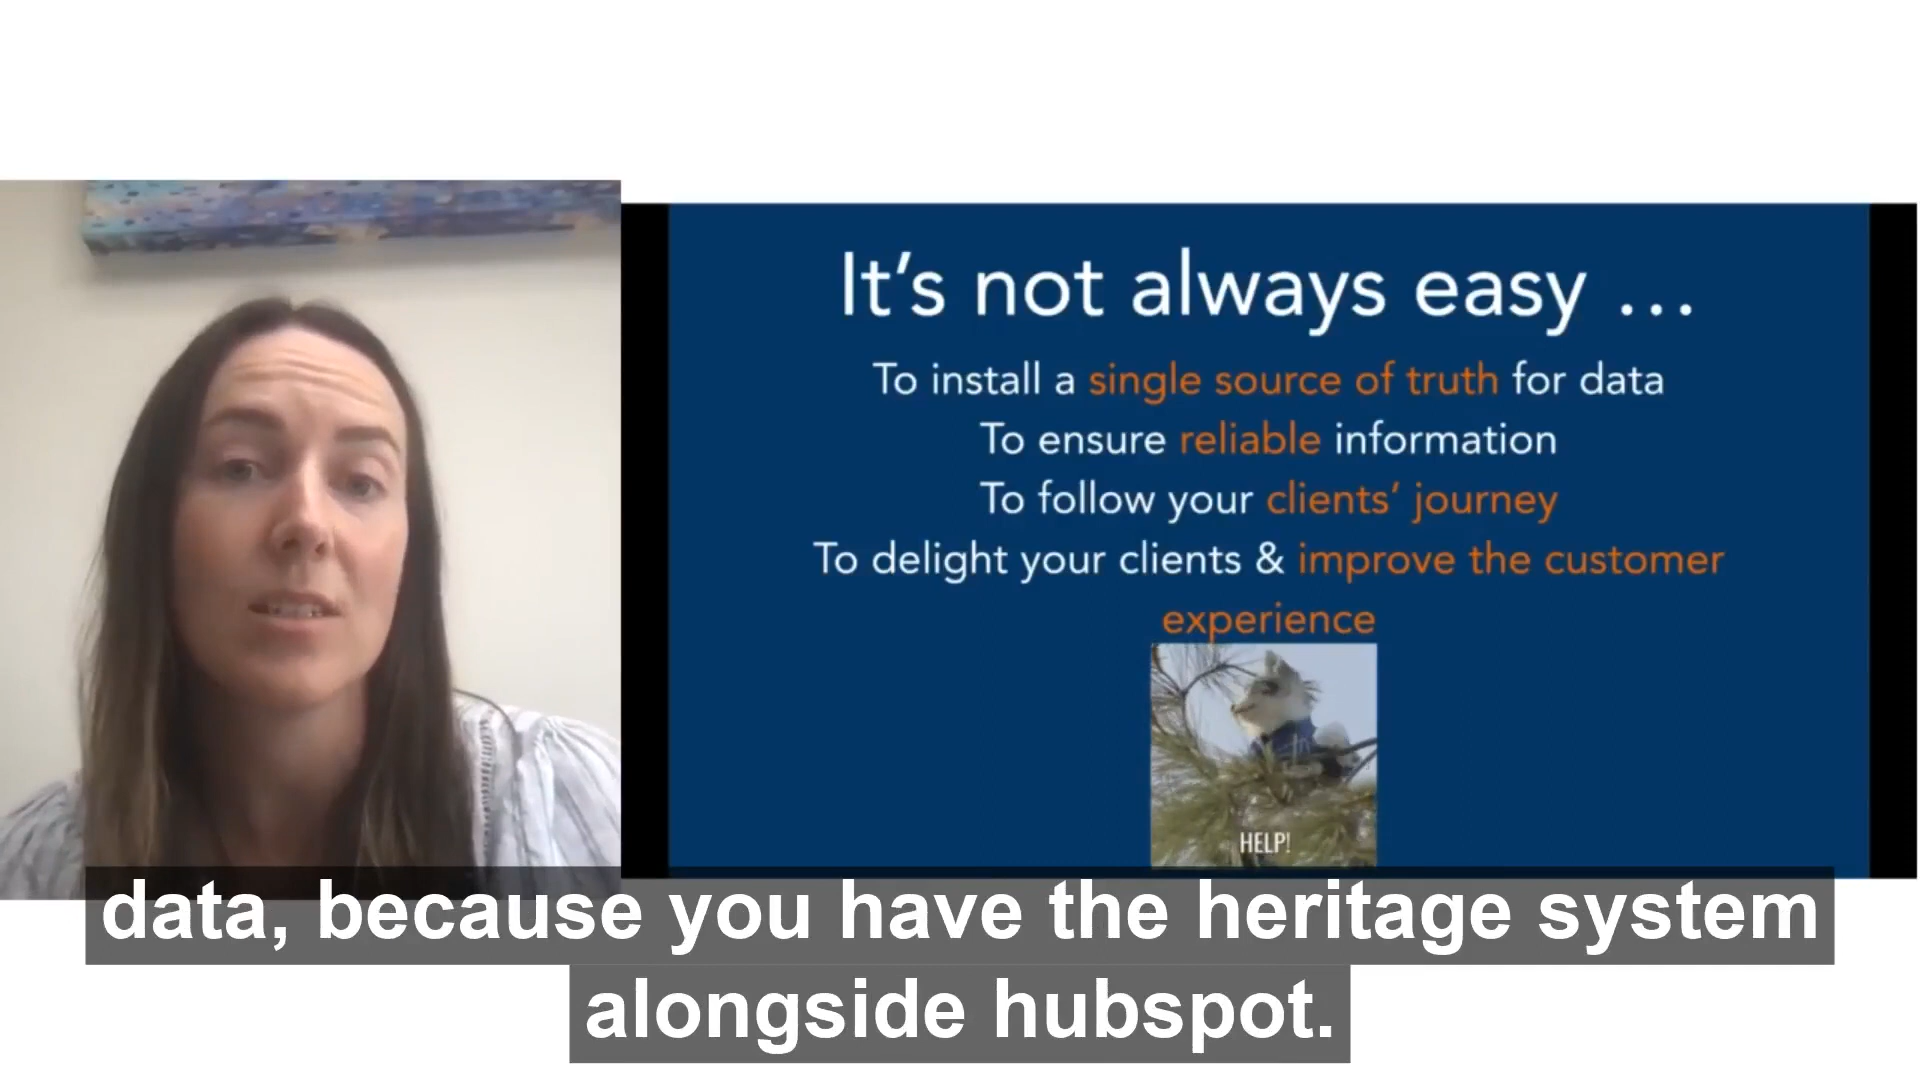 It's not always easy ...
To install a single source of truth for data
To ensure reliable information
To follow your clients' journey
To delight your clients & improve the customer
experience
HELP!
data, because you have the heritage system
alongside hubspot.